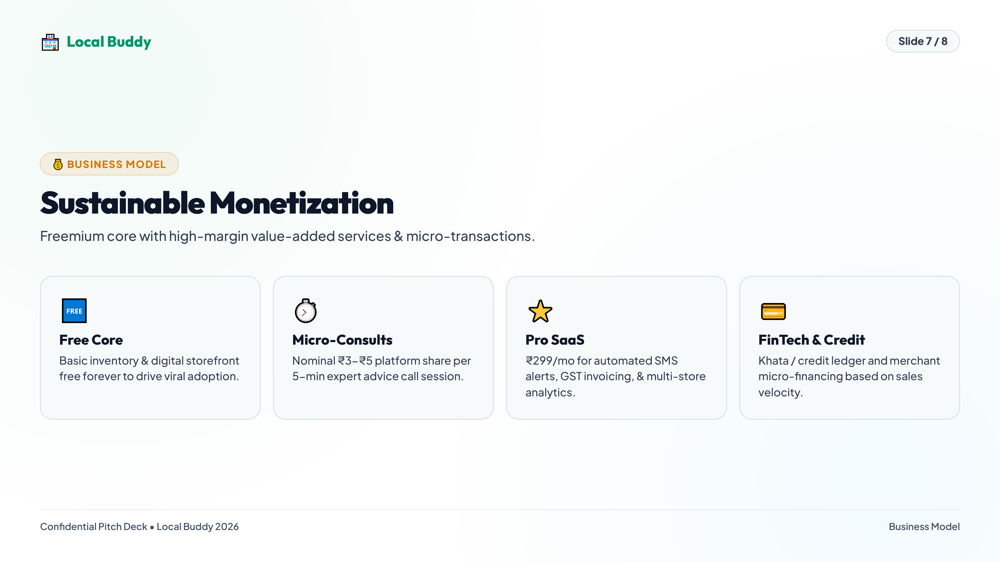 Local Buddy
Slide 7 / 8
BUSINESS MODEL
Sustainable Monetization
Freemium core with high-margin value-added services & micro-transactions.
FREE
Free Core
Basic inventory & digital storefront
free forever to drive viral adoption.
Micro-Consults
Nominal ₹3–₹5 platform share per
5-min expert advice call session.
Pro SaaS
₹299/mo for automated SMS
alerts, GST invoicing, & multi-store
analytics.
FinTech & Credit
Khata / credit ledger and merchant
micro-financing based on sales
velocity.
Confidential Pitch Deck • Local Buddy 2026
Business Model